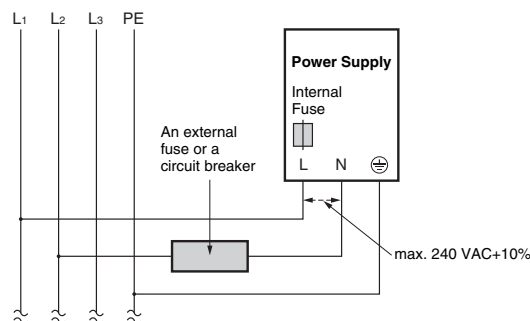 L1 L2 L3 PE
Power Supply
Internal
Fuse
L N
An external
fuse or a
circuit breaker
max. 240 VAC+10%